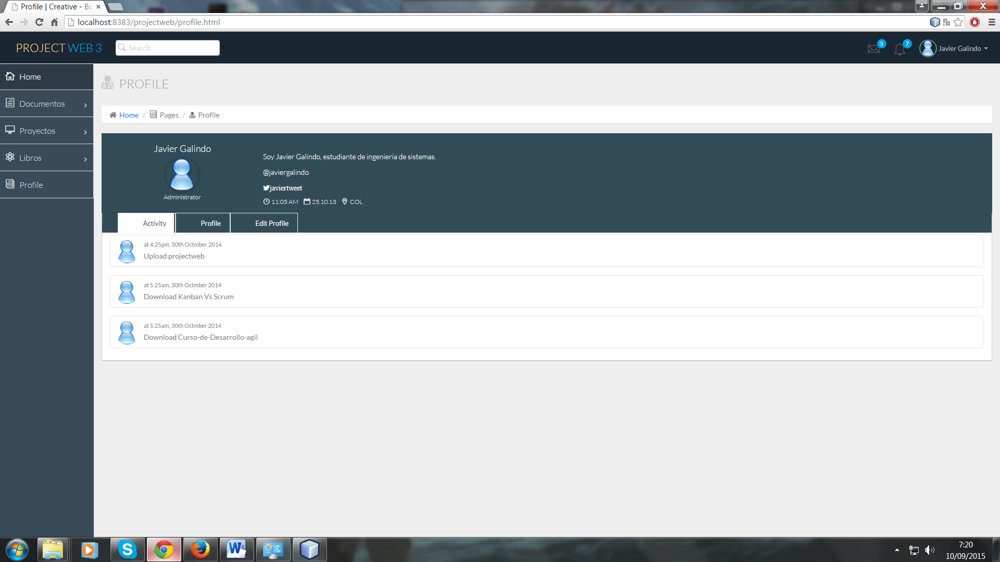 Profile | Creative - Bo
localhost:8383/projectweb/profile.html
PROJECT WEB 3
Search
5
7
Javier Galindo
Home
Documentos
Proyectos
Libros
Profile
PROFILE
Home / Pages / Profile
Javier Galindo
Administrator
Soy Javier Galindo, estudiante de ingenieria de sistemas.
@javiergalindo
javiertweet
11:05 AM 25.10.13 COL
Activity Profile Edit Profile
at 4:25pm, 30th Octmber 2014
Upload projectweb
at 5:25am, 30th Octmber 2014
Download Kanban Vs Scrum
at 5:25am, 30th Octmber 2014
Download Curso-de-Desarrollo-agil
7:20
10/09/2015